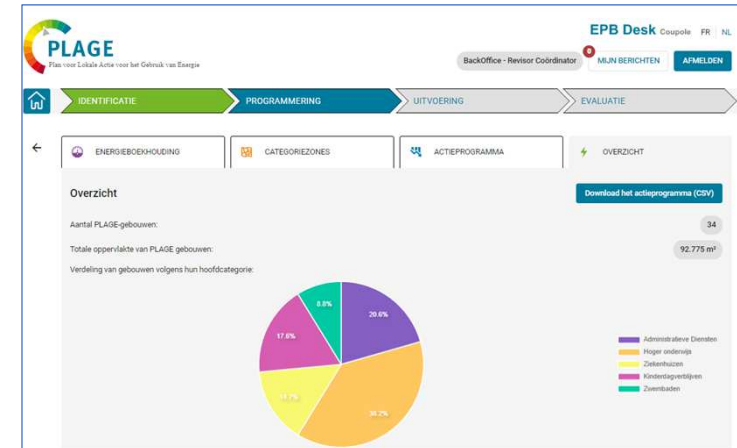 EPB Desk Coupole FR | NL
PLAGE
Plan voor Lokale Actie voor het Gebruik van Energie
BackOffice - Revisor Coördinator
0
MIJN BERICHTEN
AFMELDEN
IDENTIFICATIE
PROGRAMMERING
UITVOERING
EVALUATIE
ENERGIEBOEKHOUDING
CATEGORIEZONES
ACTIEPROGRAMMA
OVERZICHT
Overzicht
Download het actieprogramma (CSV)
Aantal PLAGE-gebouwen:
34
Totale oppervlakte van PLAGE gebouwen:
92.775 m²
Verdeling van gebouwen volgens hun hoofdcategorie:
8.8%
20.6%
17.6%
14.7%
38.2%
Administratieve Diensten
Hoger onderwijs
Ziekenhuizen
Kinderdagverblijven
Zwembaden